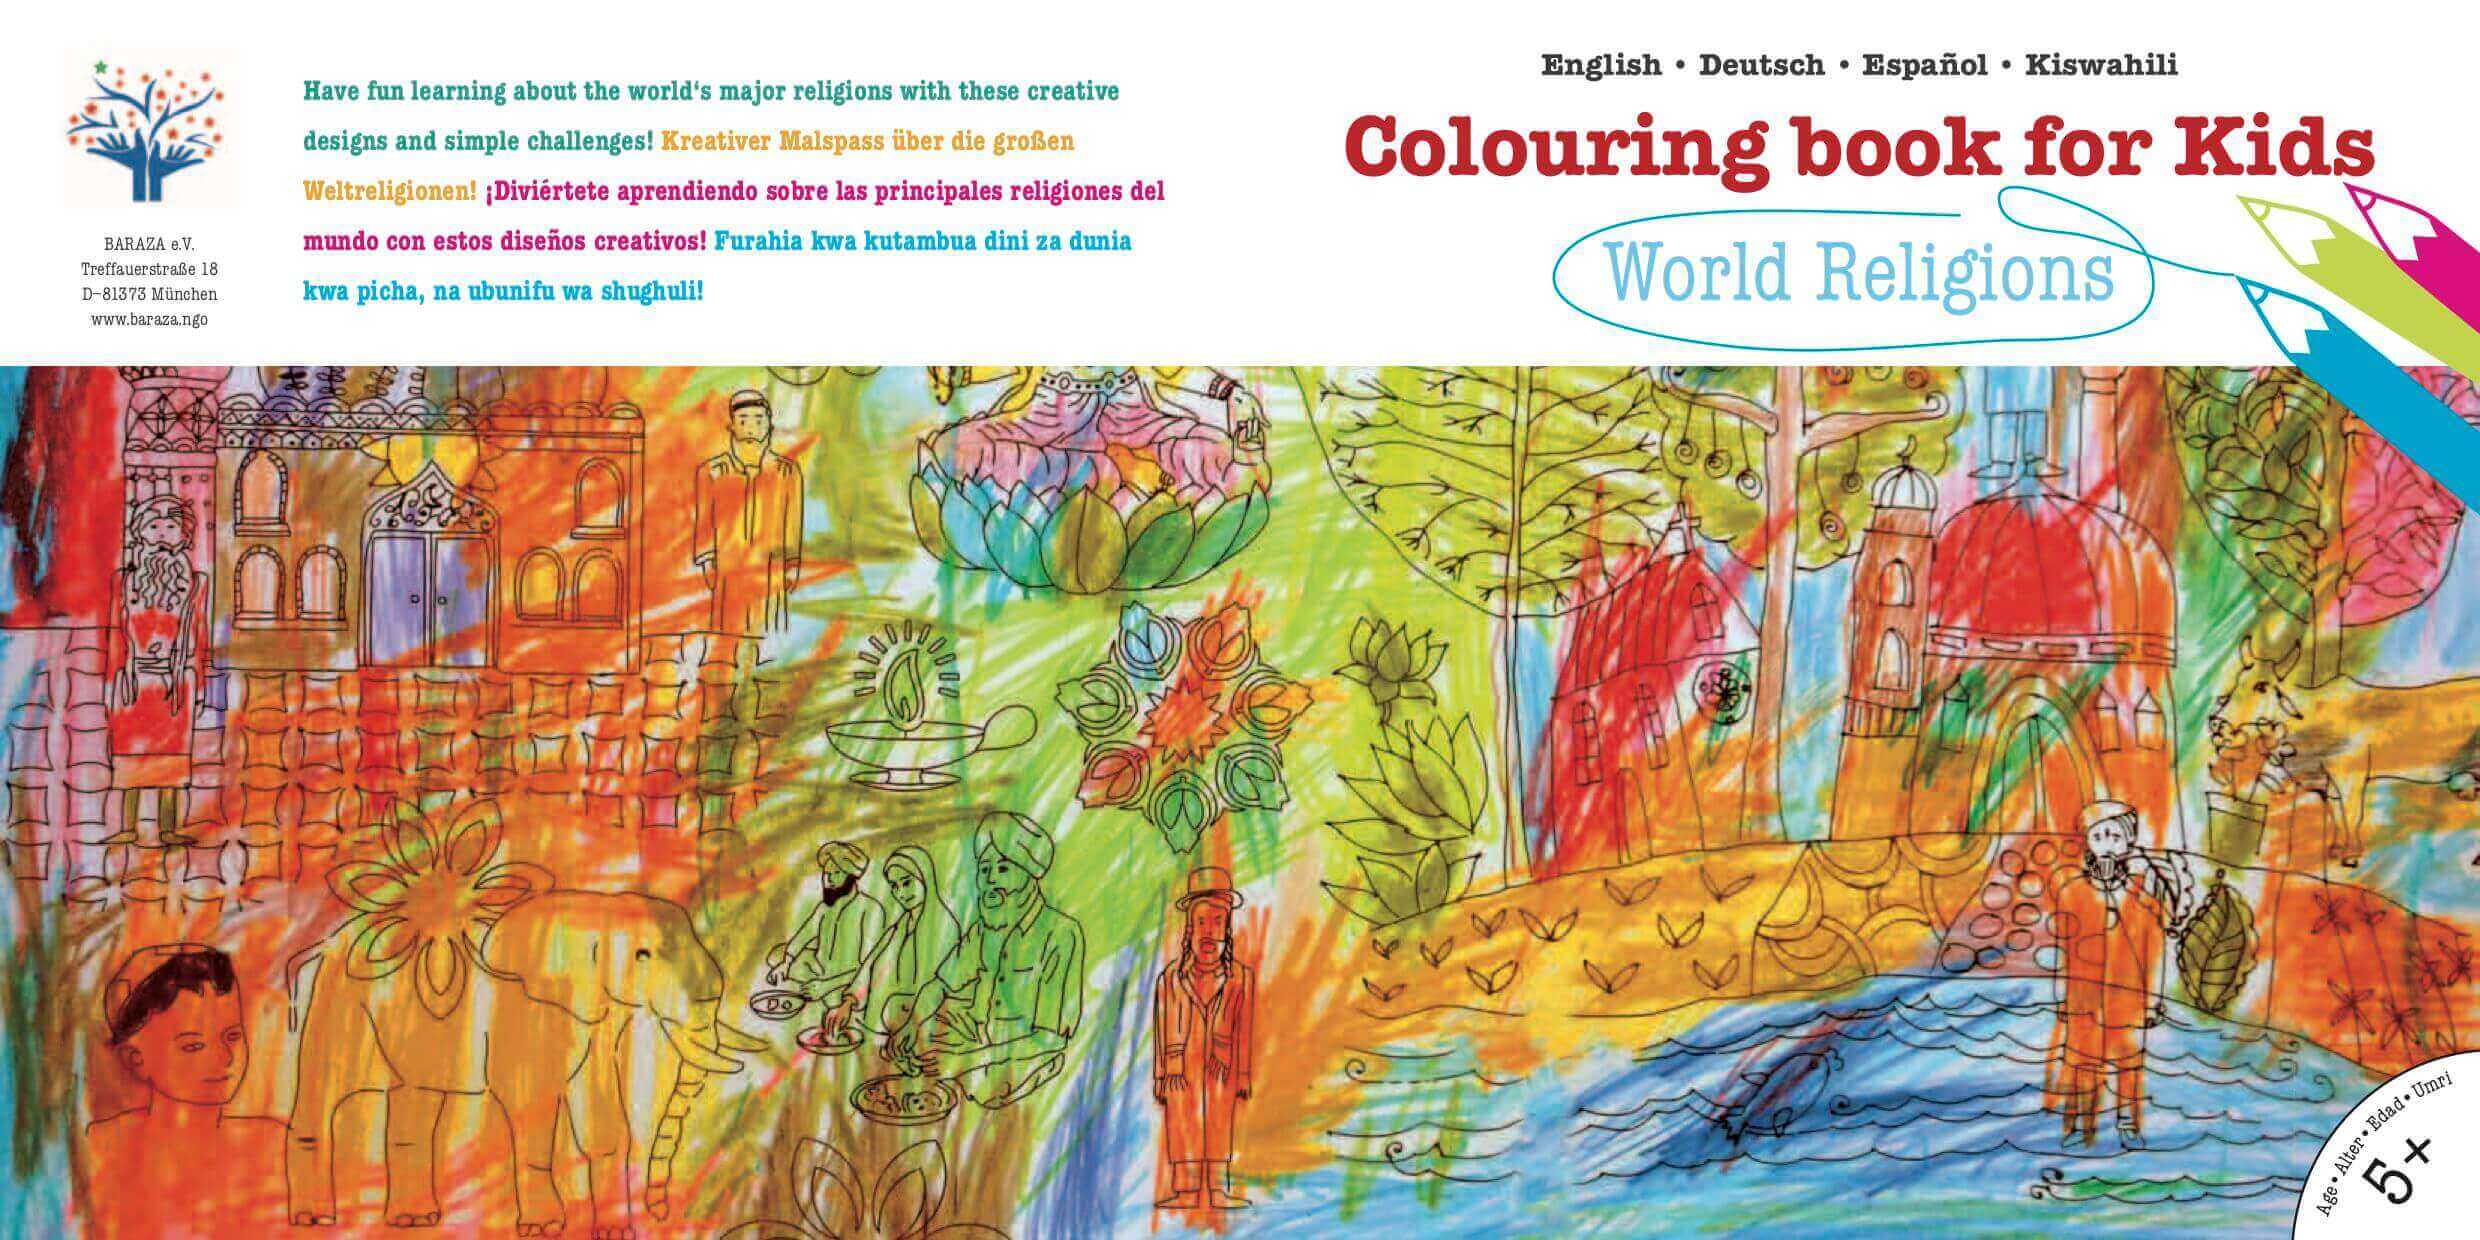 BARAZA e.V.
Treffauerstraße 18
D–81373 München
www.baraza.ngo
Have fun learning about the world‘s major religions with these creative
designs and simple challenges! Kreativer Malspass über die großen
Weltreligionen! ¡Diviértete aprendiendo sobre las principales religiones del
mundo con estos diseños creativos! Furahia kwa kutambua dini za dunia
kwa picha, na ubunifu wa shughuli!
English • Deutsch • Español • Kiswahili
Colouring book for Kids
World Religions
Age • Alter • Edad • Umri
5+